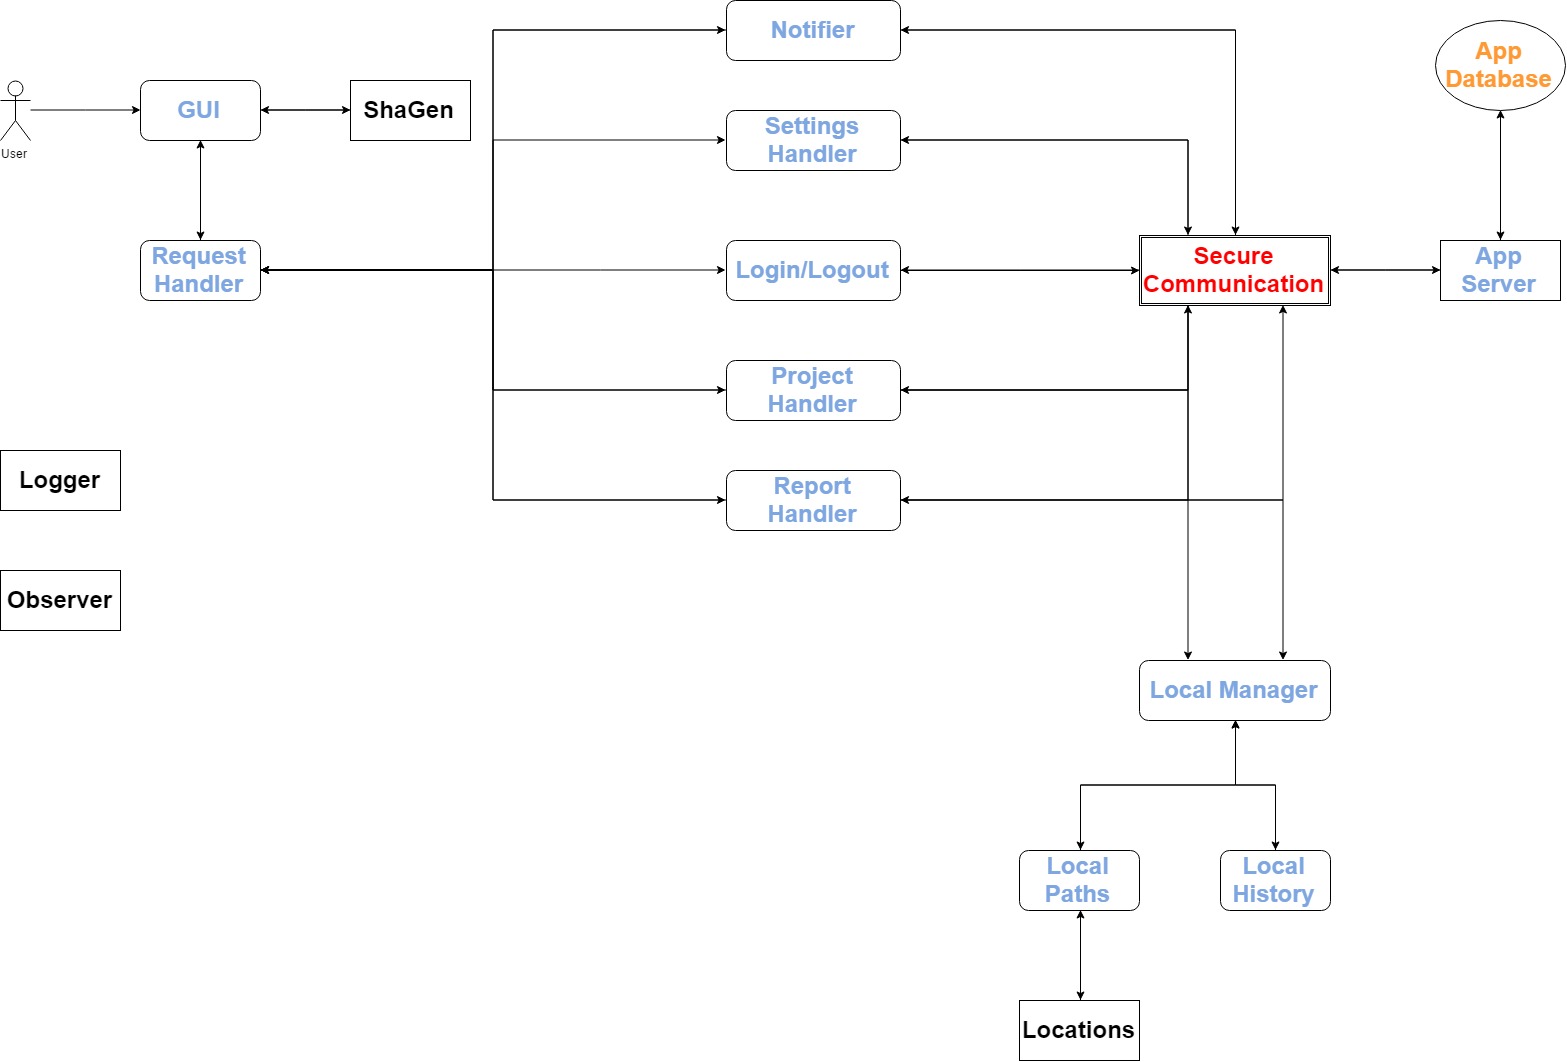 Notifier
App
Database
GUI
ShaGen
User
Settings
Handler
Request
Handler
Login/Logout
Secure
Communication
App
Server
Project
Handler
Logger
Report
Handler
Observer
Local Manager
Local
Paths
Local
History
Locations